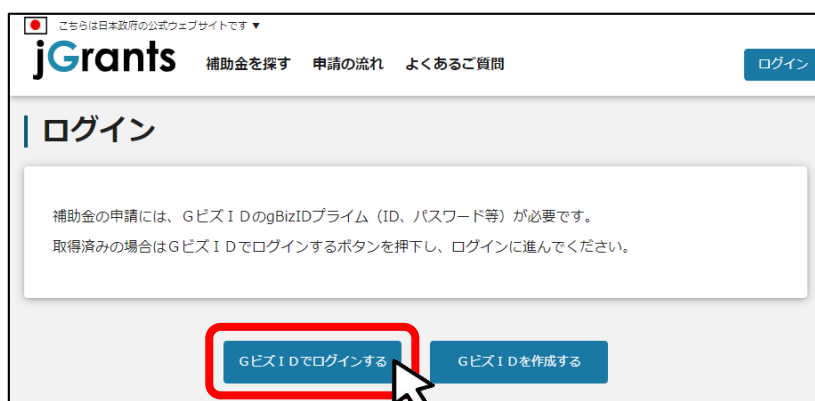 こちらは日本政府の公式ウェブサイトです ▼
jGrants 補助金を探す 申請の流れ よくあるご質問 ログイン
ログイン
補助金の申請には、GビズIDのgBizIDプライム（ID、パスワード等）が必要です。
取得済みの場合はGビズIDでログインするボタンを押下し、ログインに進んでください。
GビズIDでログインする GビズIDを作成する